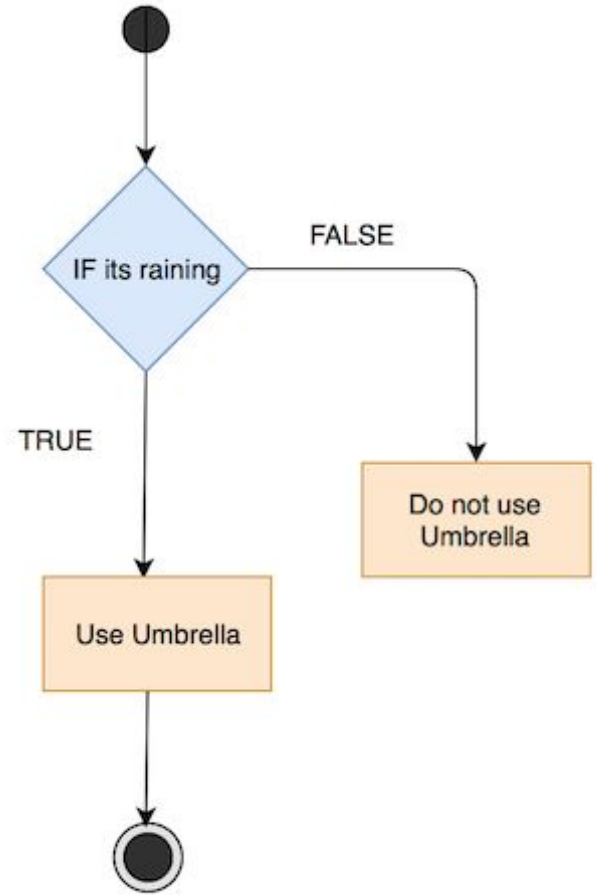 IF its raining
FALSE
TRUE
Do not use
Umbrella
Use Umbrella